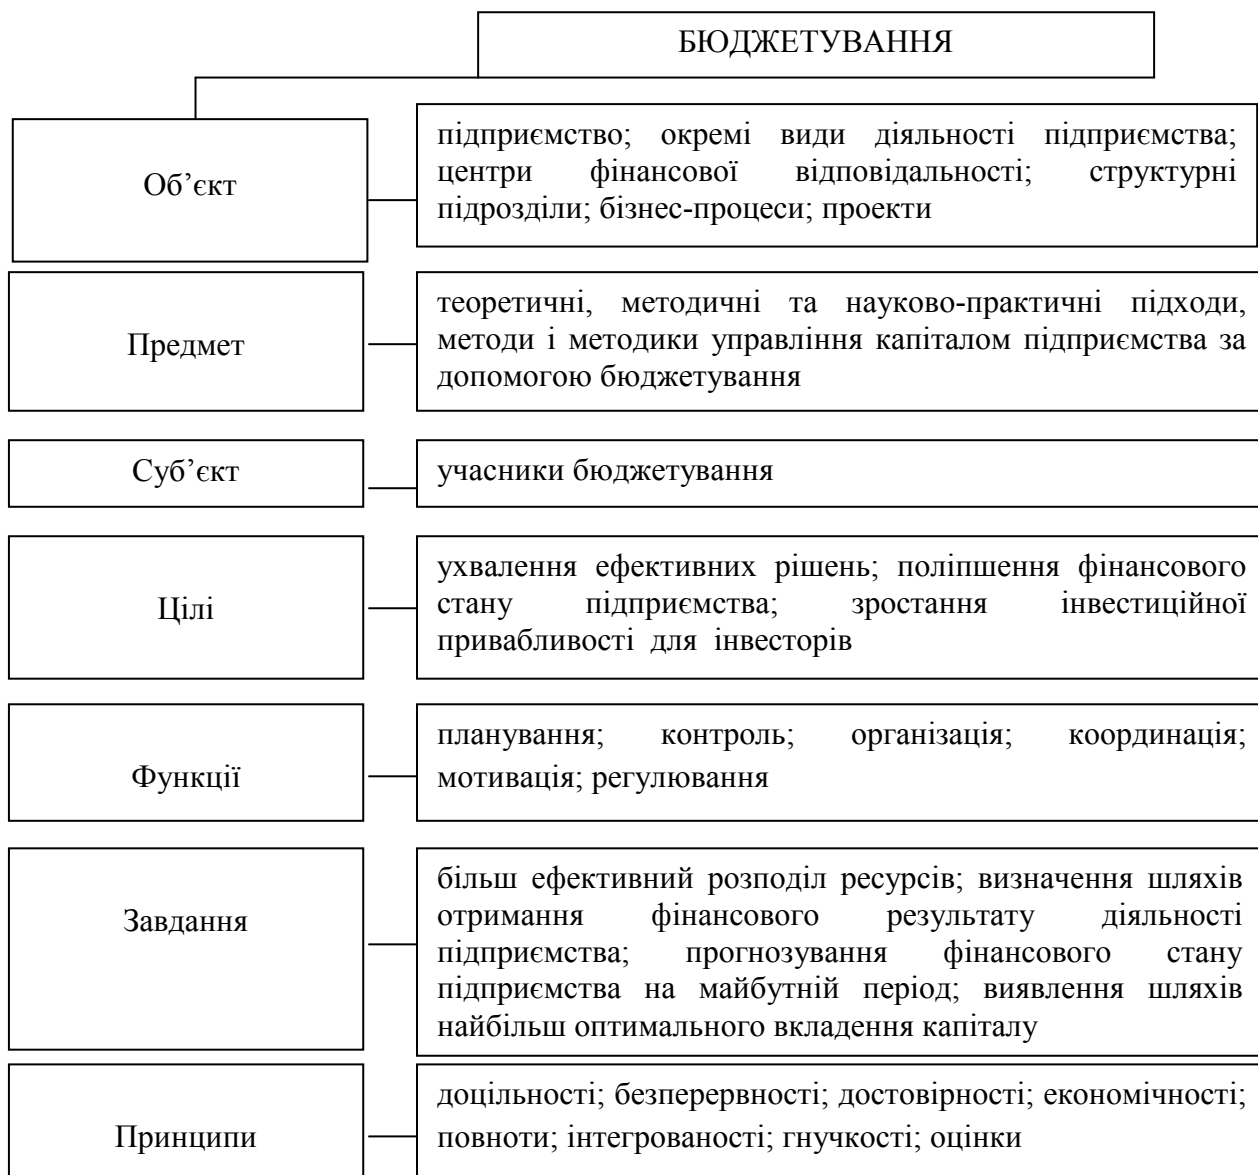 БЮДЖЕТУВАННЯ
Об’єкт
підприємство; окремі види діяльності підприємства;
центри фінансової відповідальності; структурні
підрозділи; бізнес-процеси; проекти
Предмет
теоретичні, методичні та науково-практичні підходи,
методи і методики управління капіталом підприємства за
допомогою бюджетування
Суб’єкт
учасники бюджетування
Цілі
ухвалення ефективних рішень; поліпшення фінансового
стану підприємства; зростання інвестиційної
привабливості для інвесторів
Функції
планування; контроль; організація; координація;
мотивація; регулювання
Завдання
більш ефективний розподіл ресурсів; визначення шляхів
отримання фінансового результату діяльності
підприємства; прогнозування фінансового стану
підприємства на майбутній період; виявлення шляхів
найбільш оптимального вкладення капіталу
Принципи
доцільності; безперервності; достовірності; економічності;
повноти; інтегрованості; гнучкості; оцінки